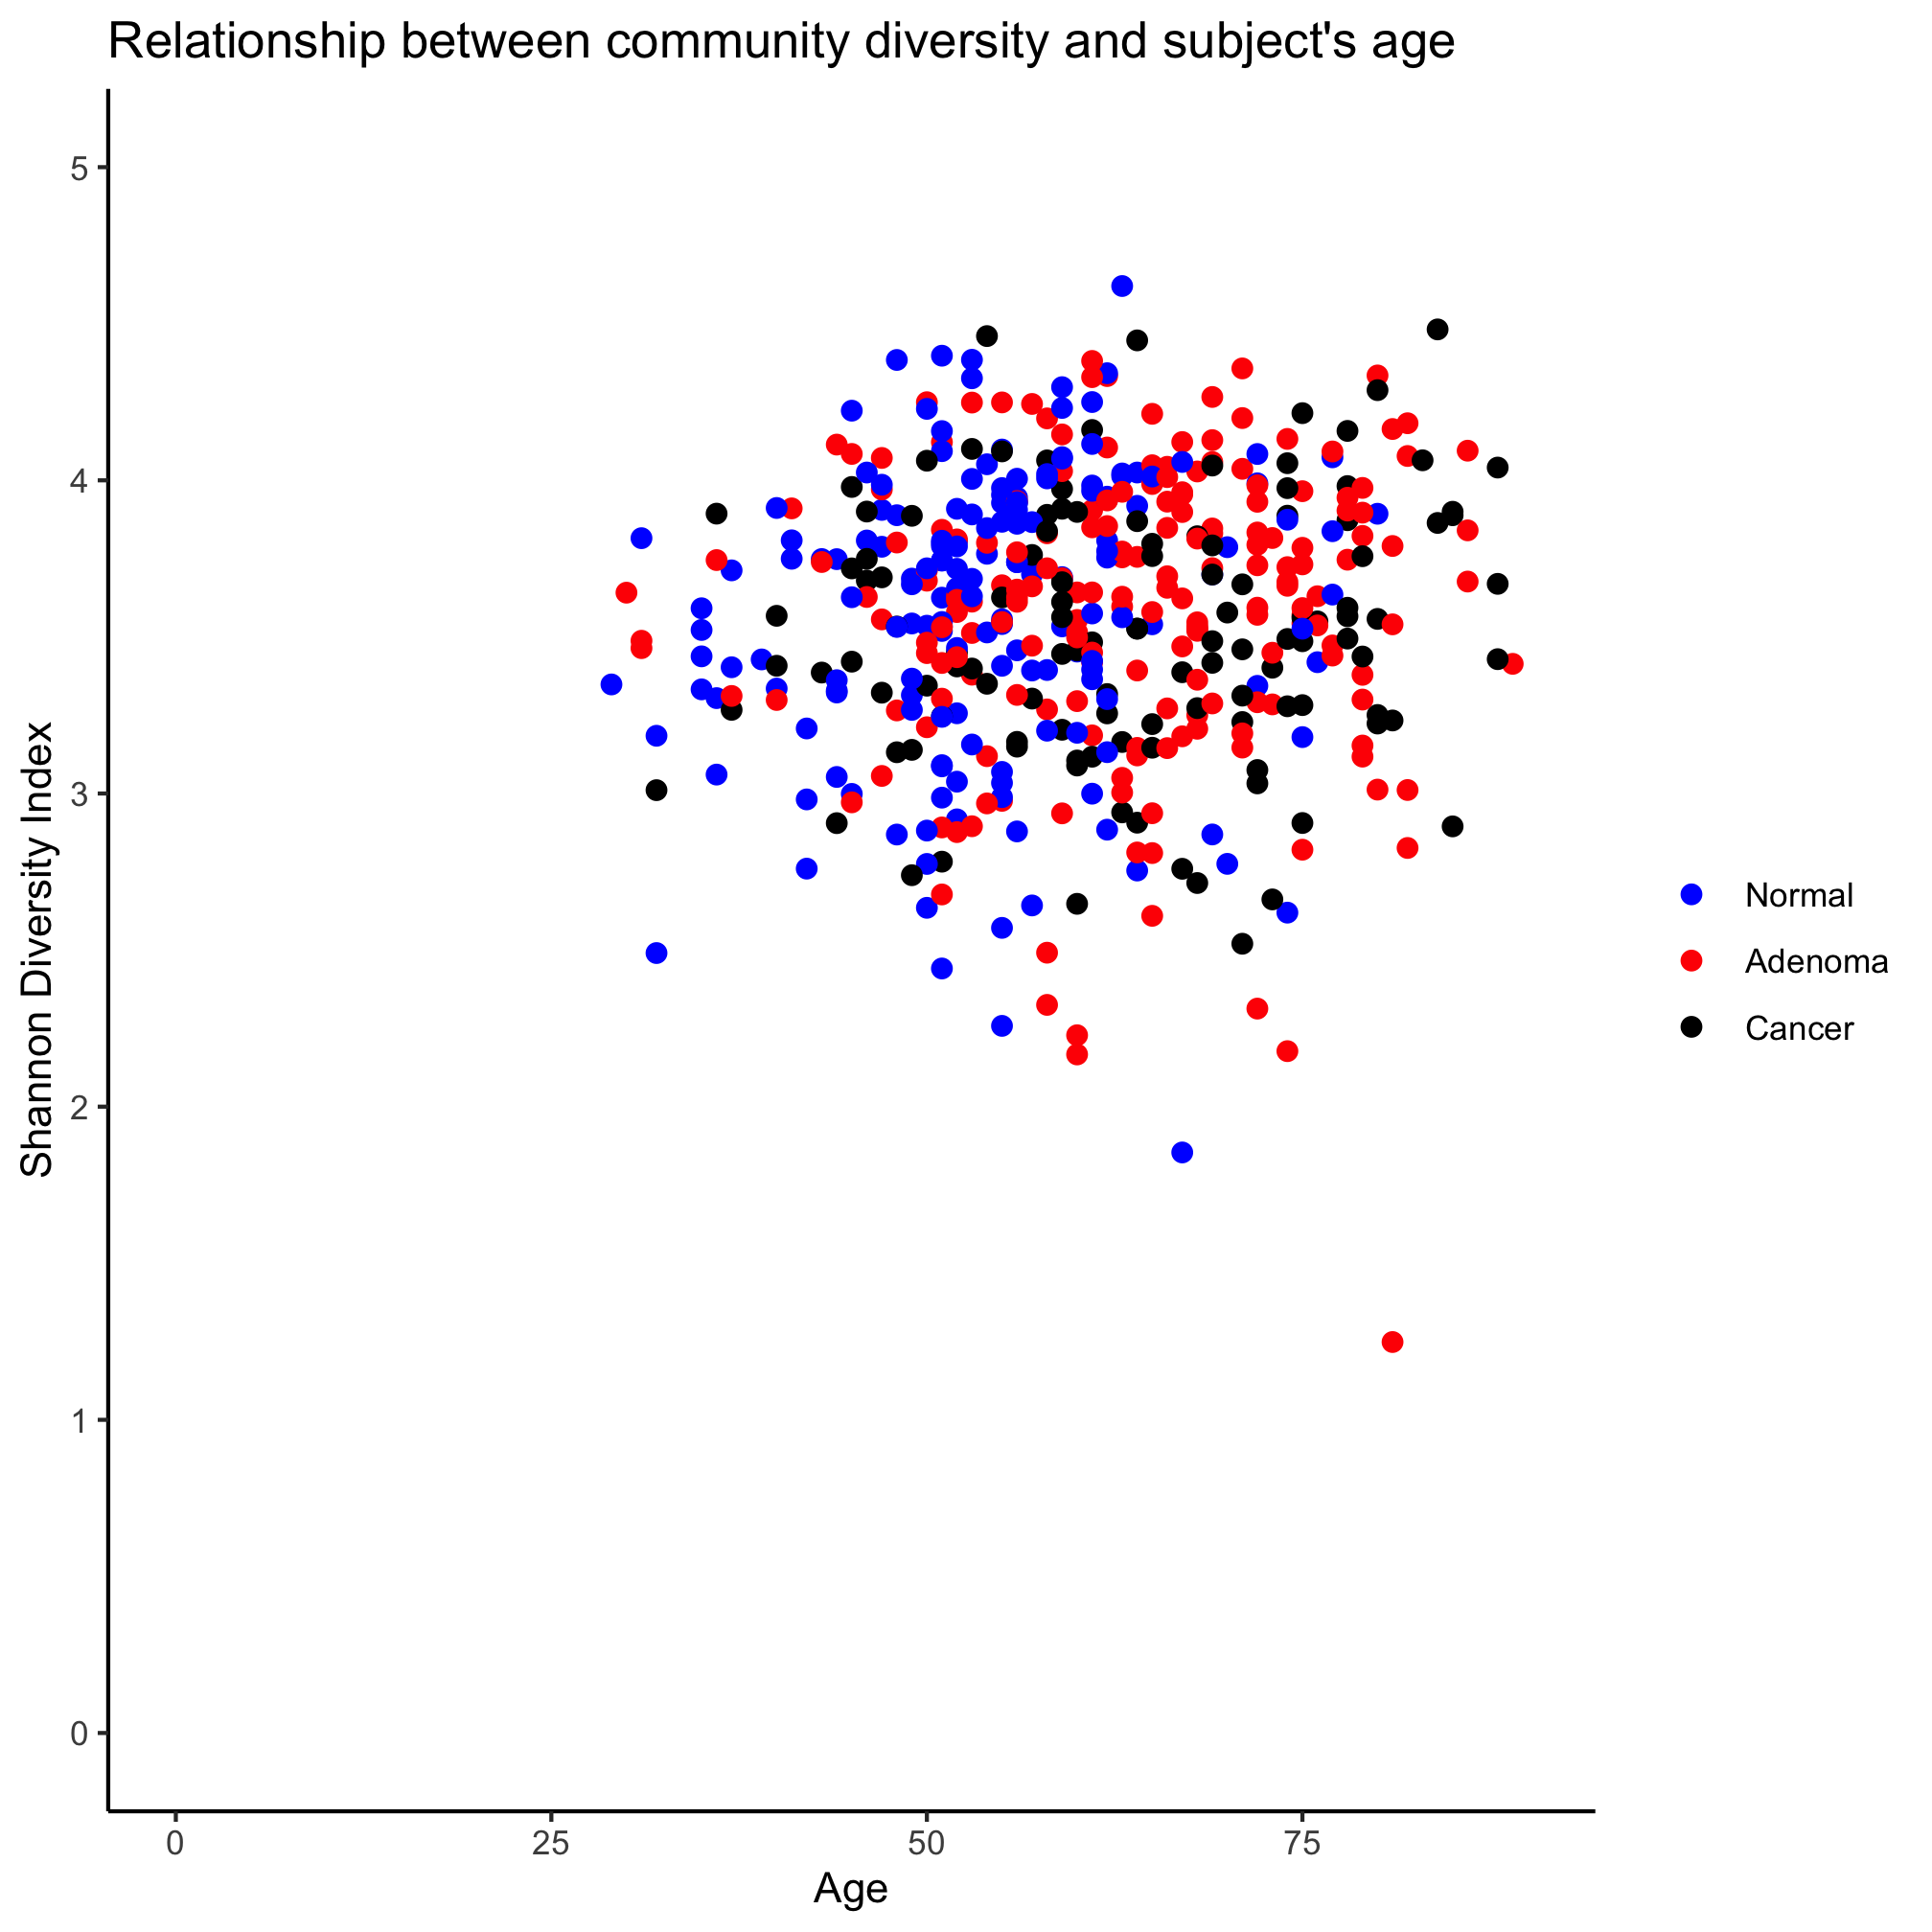 Relationship between community diversity and subject's age
Shannon Diversity Index
5
4
3
2
1
0
0
25
50
75
Age
Normal
Adenoma
Cancer